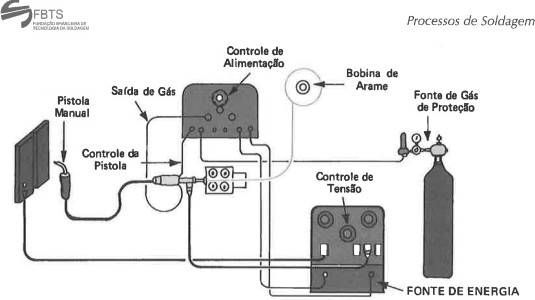 FBTS
FUNDAÇÃO BRASILEIRA DE
TECNOLOGIA DA SOLDAGEM
Processos de Soldagem
Controle de
Alimentação
Bobina de
Arame
Saída de Gás
Fonte de Gás
de Proteção
Pistola
Manual
Controle da
Pistola
Controle de
Tensão
FONTE DE ENERGIA